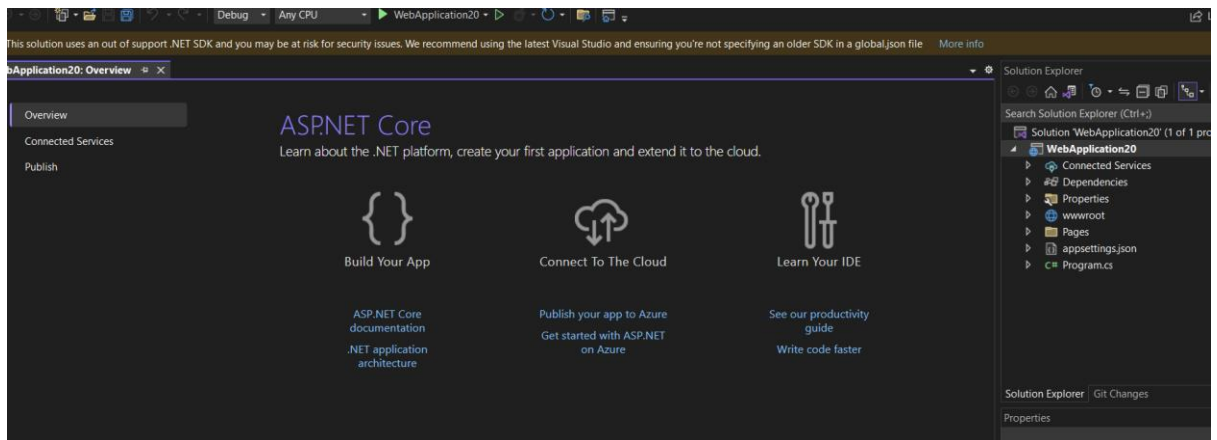 Debug Any CPU WebApplication20
This solution uses an out of support .NET SDK and you may be at risk for security issues. We recommend using the latest Visual Studio and ensuring you're not specifying an older SDK in a global.json file More info
bApplication20: Overview
Overview
Connected Services
Publish
ASP.NET Core
Learn about the .NET platform, create your first application and extend it to the cloud.
Build Your App
Connect To The Cloud
Learn Your IDE
ASP.NET Core
documentation
.NET application
architecture
Publish your app to Azure
Get started with ASP.NET
on Azure
See our productivity
guide
Write code faster
Solution Explorer
Search Solution Explorer (Ctrl+;)
Solution 'WebApplication20' (1 of 1 pro
WebApplication20
Connected Services
Dependencies
Properties
wwwroot
Pages
appsettings.json
C# Program.cs
Solution Explorer Git Changes
Properties